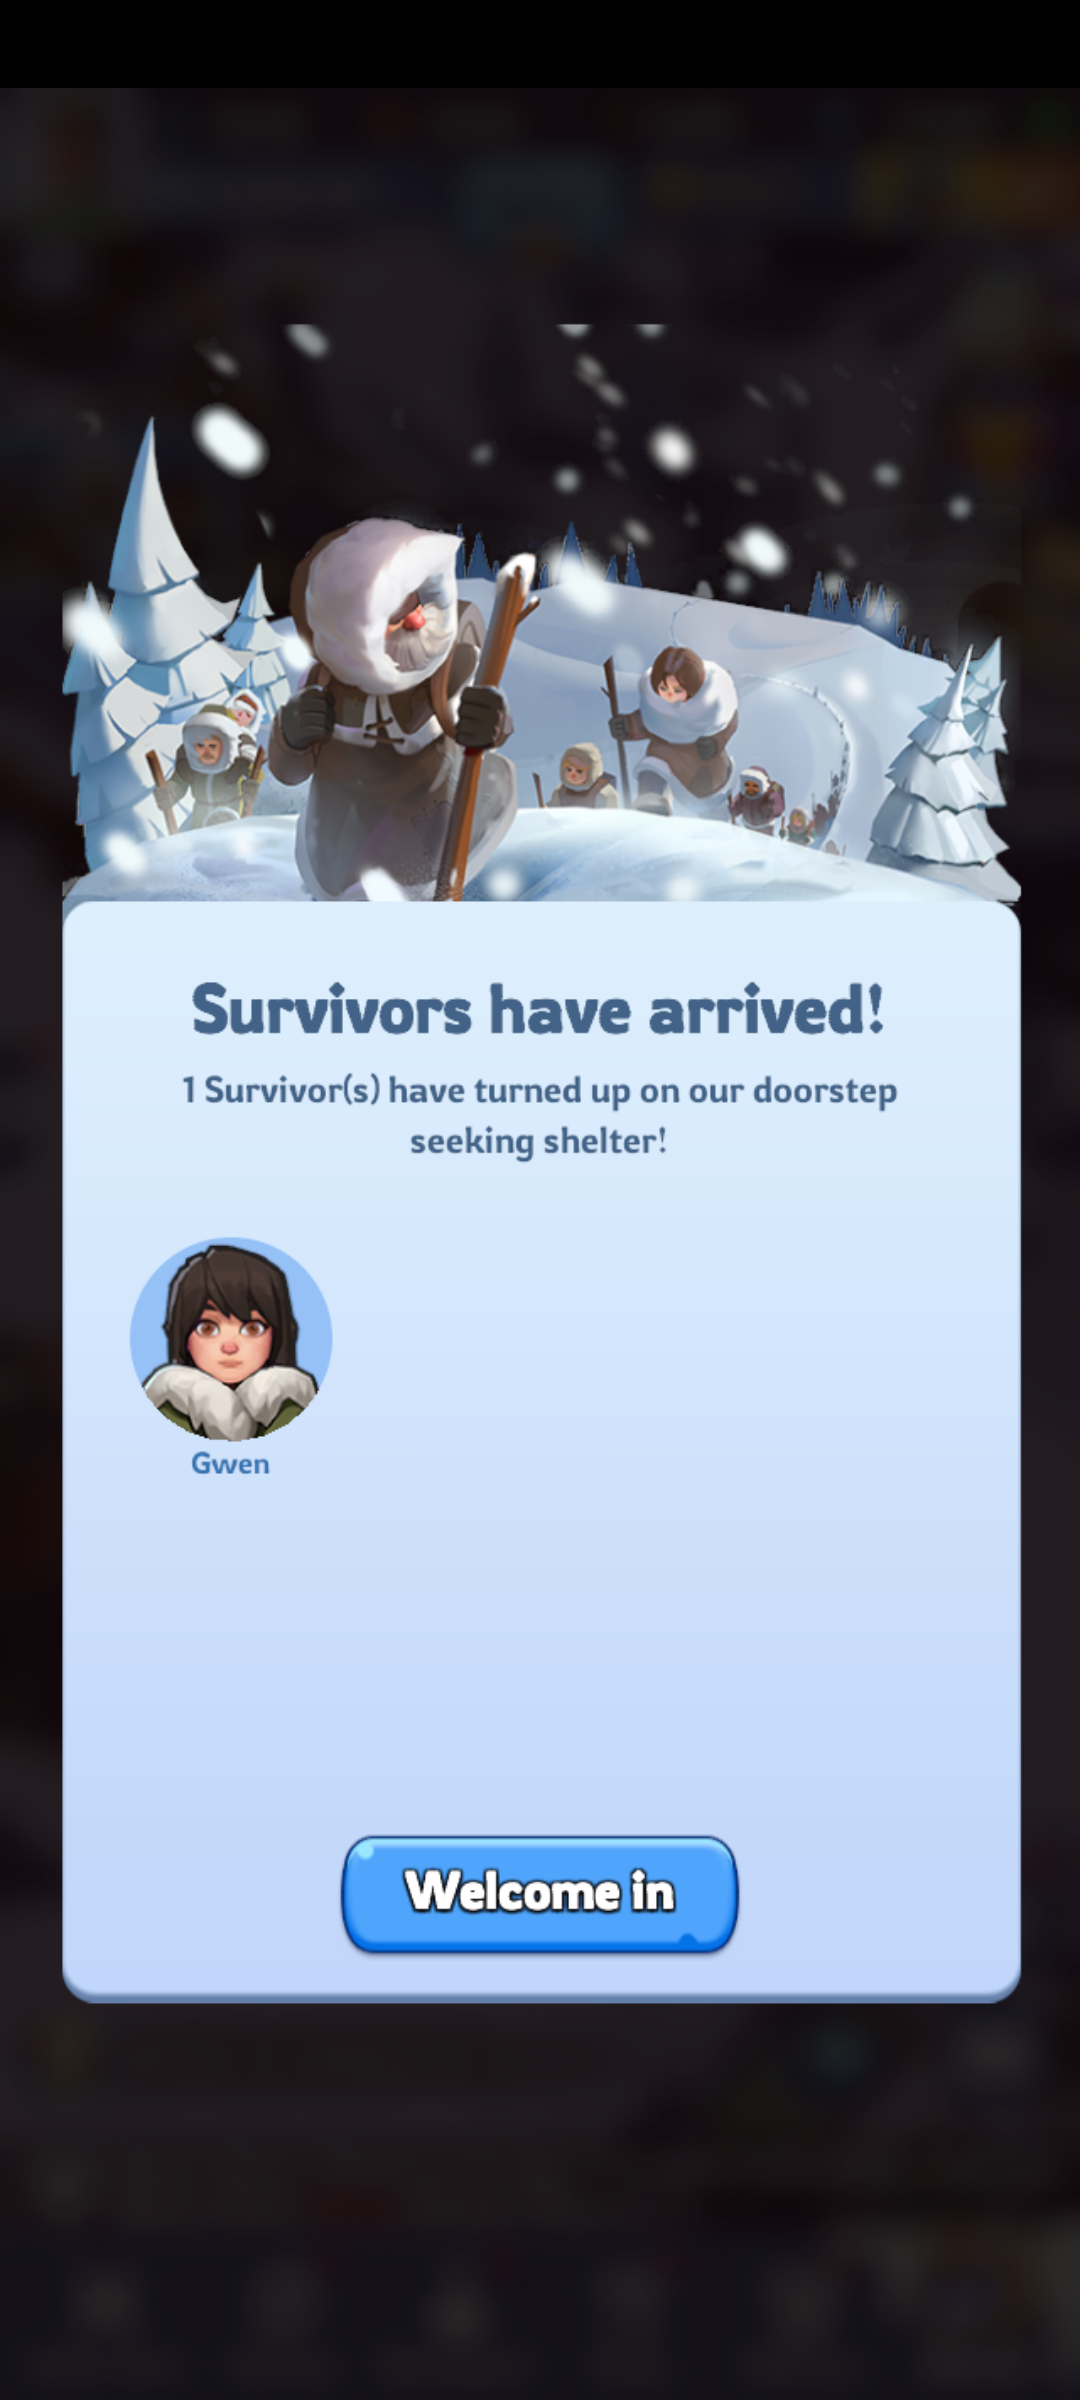 Survivors have arrived!
1 Survivor(s) have turned up on our doorstep
seeking shelter!
Gwen
Welcome in